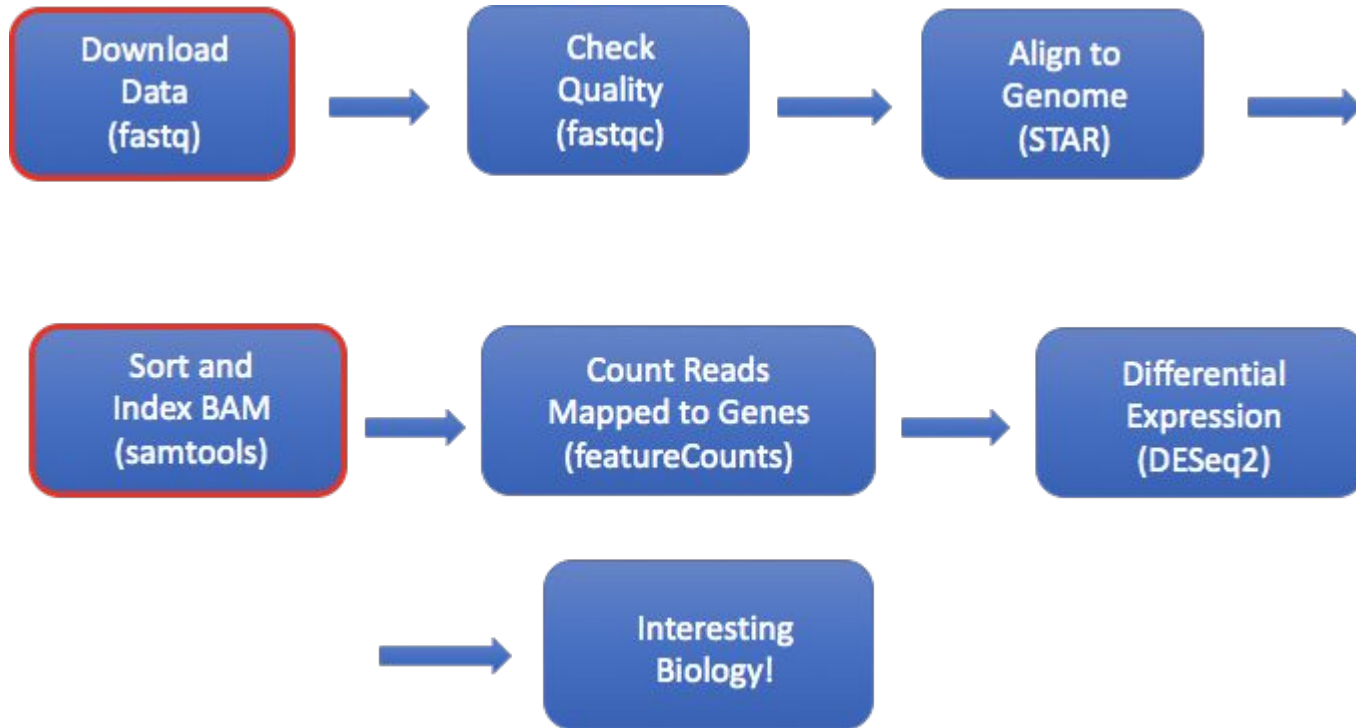 Download
Data
(fastq)
Check
Quality
(fastqc)
Align to
Genome
(STAR)
Sort and
Index BAM
(samtools)
Count Reads
Mapped to Genes
(featureCounts)
Differential
Expression
(DESeq2)
Interesting
Biology!